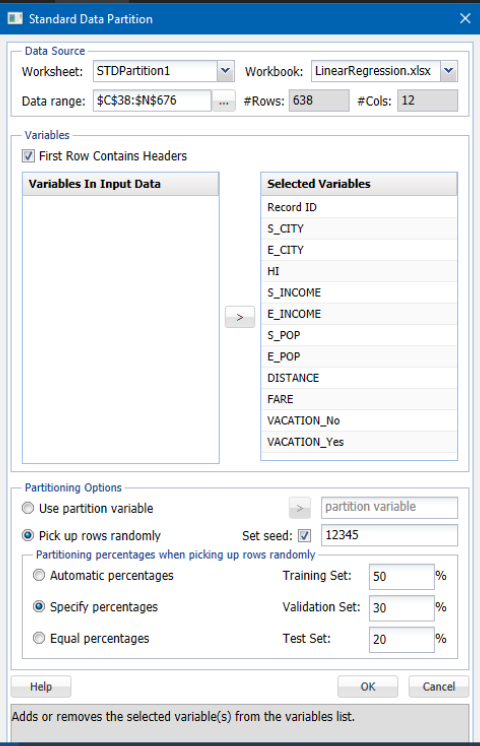 Standard Data Partition
Data Source
Worksheet: STDPartition1 Workbook: LinearRegression.xlsx
Data range: $C$38:$N$676 ... #Rows: 638 #Cols: 12
Variables
First Row Contains Headers
Variables In Input Data
Selected Variables
Record ID
S_CITY
E_CITY
HI
S_INCOME
E_INCOME
>
S_POP
E_POP
DISTANCE
FARE
VACATION_No
VACATION_Yes
Partitioning Options
Use partition variable > partition variable
Pick up rows randomly Set seed: 12345
Partitioning percentages when picking up rows randomly
Automatic percentages Training Set: 50 %
Specify percentages Validation Set: 30 %
Equal percentages Test Set: 20 %
Help OK Cancel
Adds or removes the selected variable(s) from the variables list.